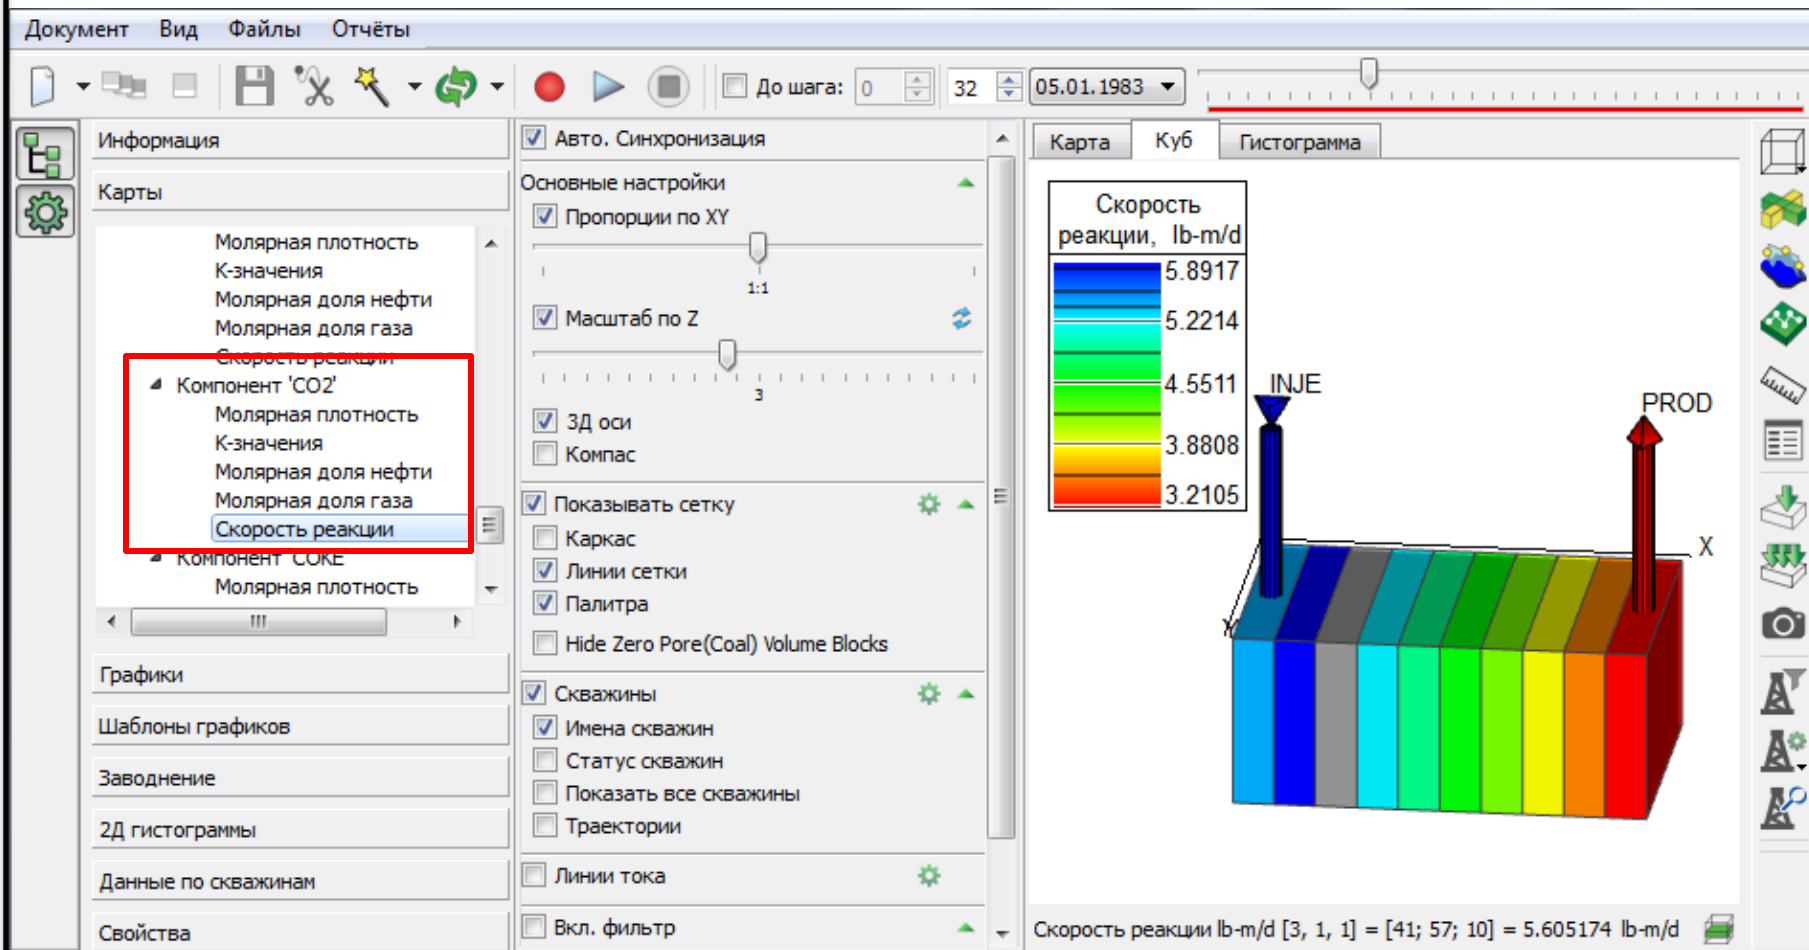 Документ Вид Файлы Отчёты
До шага: 0 32 05.01.1983
Информация
Карты
Молярная плотность
К-значения
Молярная доля нефти
Молярная доля газа
Скорость реакции
Компонент 'CO2'
Молярная плотность
К-значения
Молярная доля нефти
Молярная доля газа
Скорость реакции
Компонент 'COKE'
Молярная плотность
Графики
Шаблоны графиков
Заводнение
2Д гистограммы
Данные по скважинам
Свойства
Авто. Синхронизация
Основные настройки
Пропорции по XY
1:1
Масштаб по Z
3
3Д оси
Компас
Показывать сетку
Каркас
Линии сетки
Палитра
Hide Zero Pore(Coal) Volume Blocks
Скважины
Имена скважин
Статус скважин
Показать все скважины
Траектории
Линии тока
Вкл. фильтр
Карта Куб Гистограмма
Скорость
реакции, lb-m/d
5.8917
5.2214
4.5511
3.8808
3.2105
INJE
PROD
X
Y
Скорость реакции lb-m/d [3, 1, 1] = [41; 57; 10] = 5.605174 lb-m/d